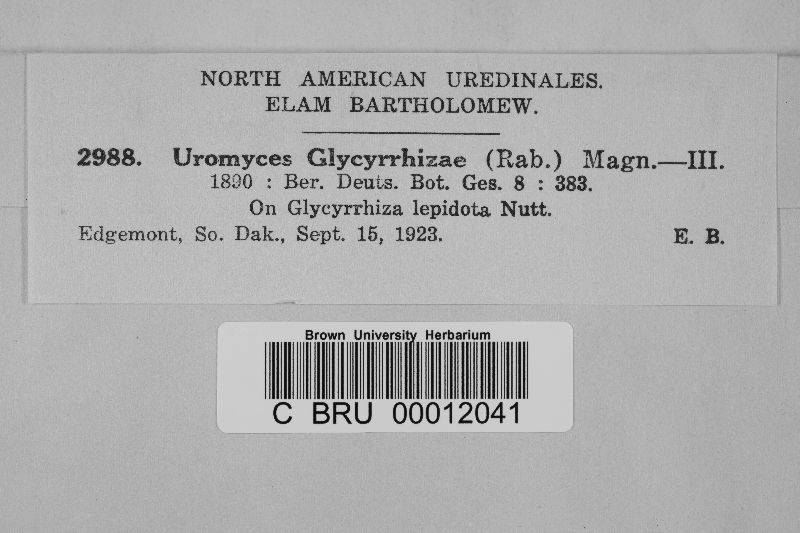 NORTH AMERICAN UREDINALES.
ELAM BARTHOLOMEW.
2988. Uromyces Glycyrrhizae (Rab.) Magn.—III.
1890 : Ber. Deuts. Bot. Ges. 8 : 383.
On Glycyrrhiza lepidota Nutt.
Edgemont, So. Dak., Sept. 15, 1923. E. B.
Brown University Herbarium
C BRU 00012041